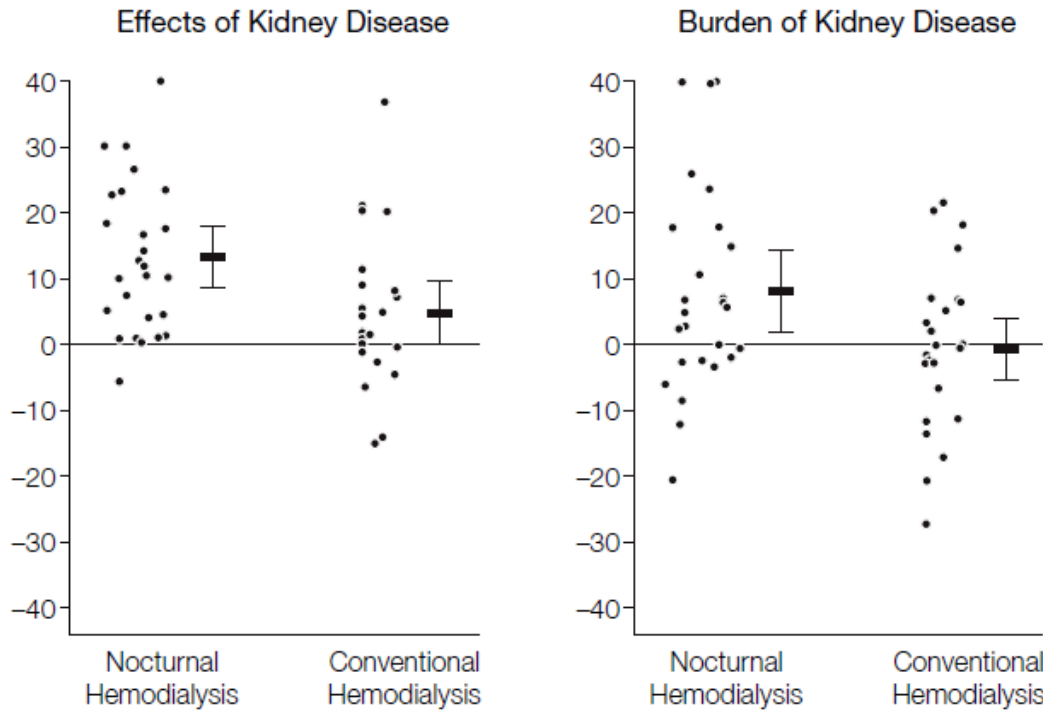 Effects of Kidney Disease
40
30
20
10
0
–10
–20
–30
–40
Nocturnal
Hemodialysis
Conventional
Hemodialysis
Burden of Kidney Disease
40
30
20
10
0
–10
–20
–30
–40
Nocturnal
Hemodialysis
Conventional
Hemodialysis